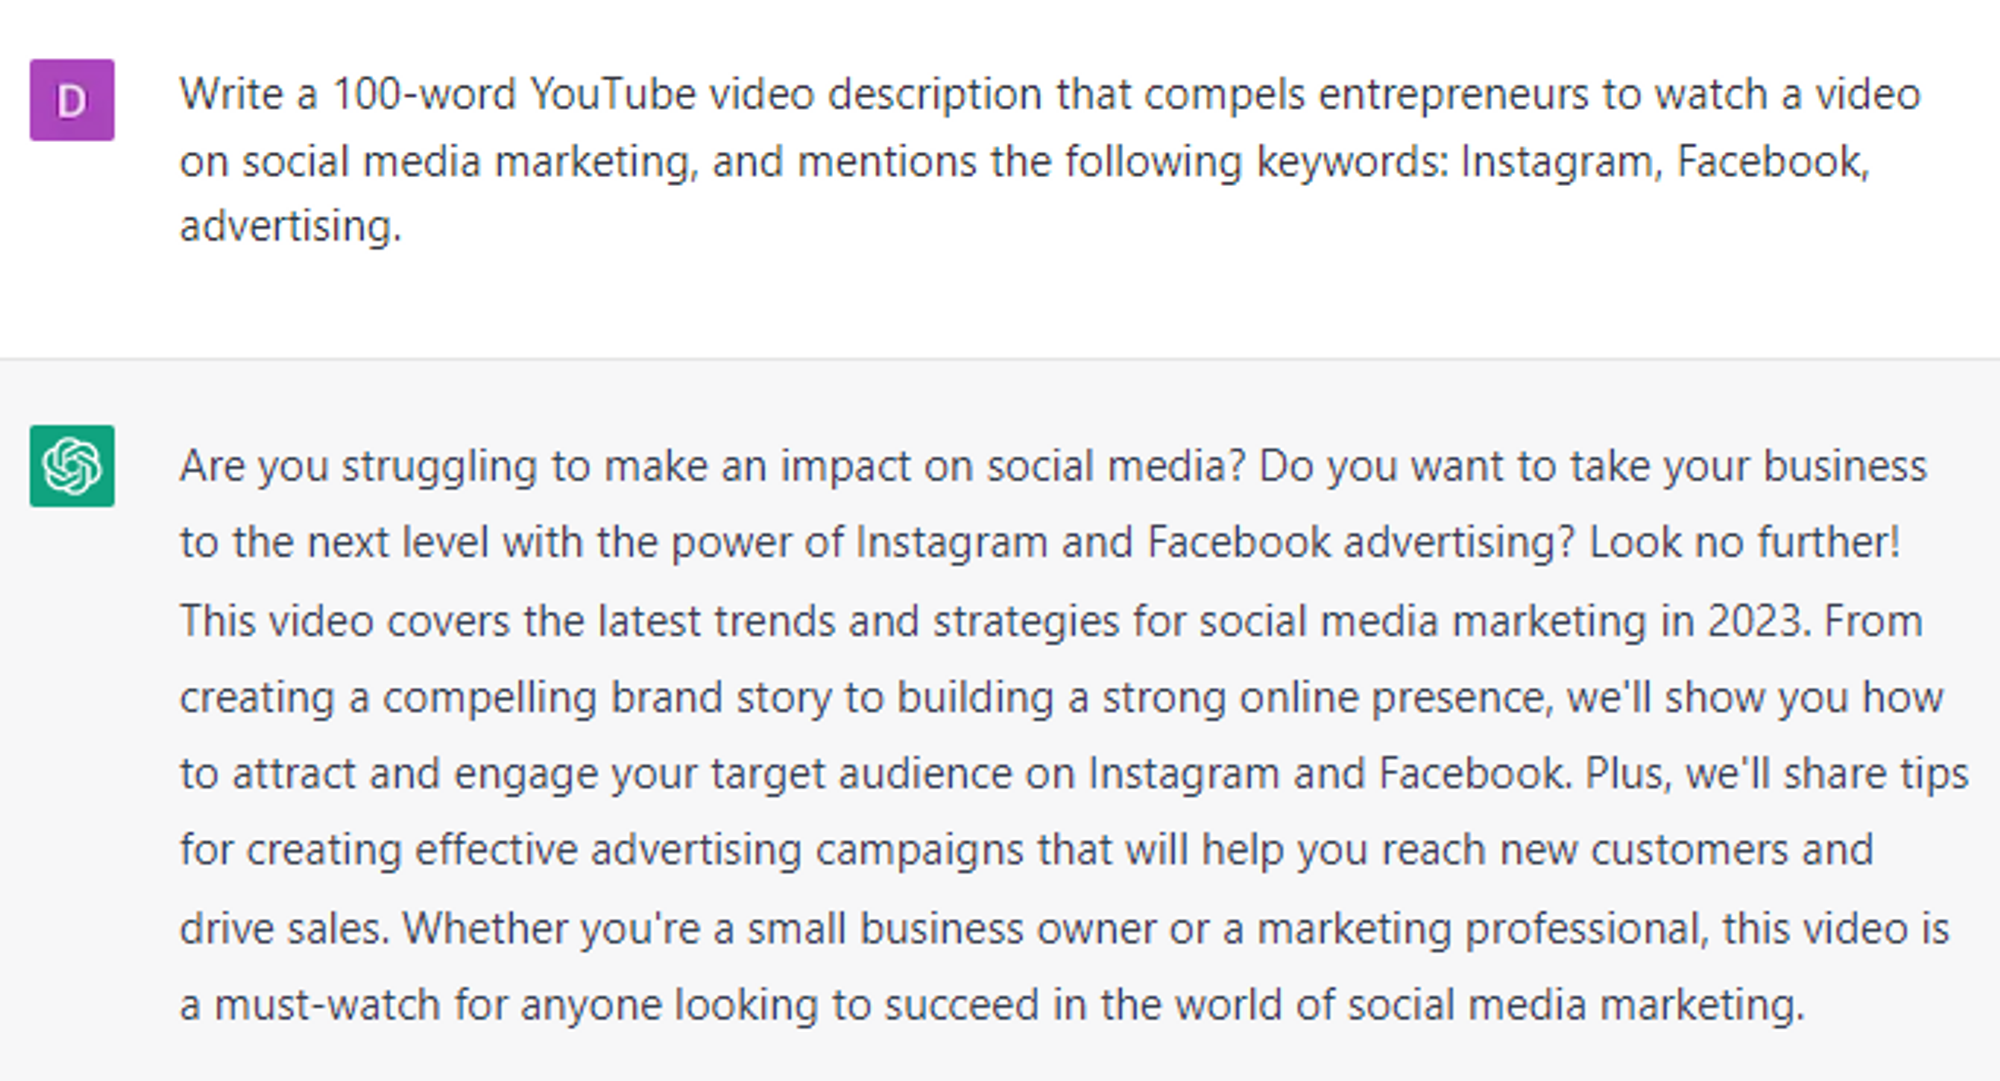 D
Write a 100-word YouTube video description that compels entrepreneurs to watch a video
on social media marketing, and mentions the following keywords: Instagram, Facebook,
advertising.
Are you struggling to make an impact on social media? Do you want to take your business
to the next level with the power of Instagram and Facebook advertising? Look no further!
This video covers the latest trends and strategies for social media marketing in 2023. From
creating a compelling brand story to building a strong online presence, we'll show you how
to attract and engage your target audience on Instagram and Facebook. Plus, we'll share tips
for creating effective advertising campaigns that will help you reach new customers and
drive sales. Whether you're a small business owner or a marketing professional, this video is
a must-watch for anyone looking to succeed in the world of social media marketing.